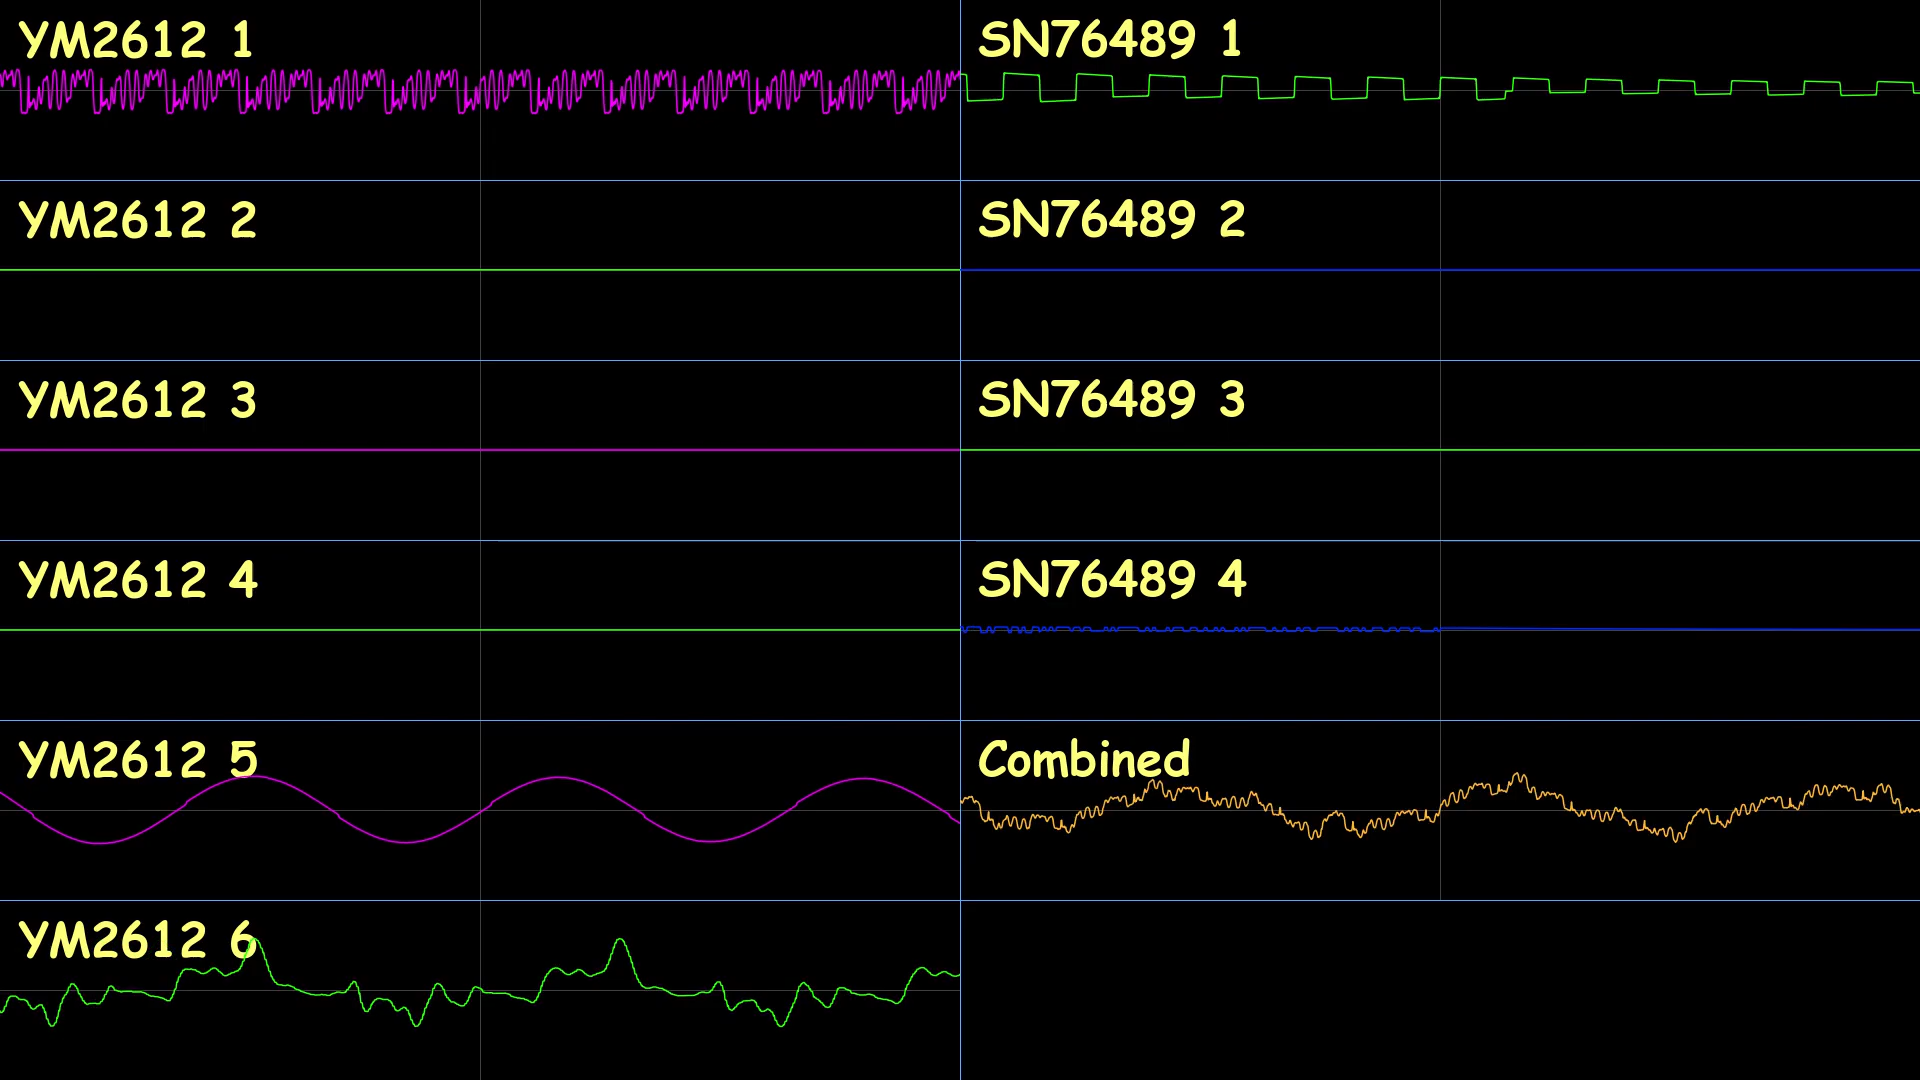 YM2612 1
SN76489 1
YM2612 2
SN76489 2
YM2612 3
SN76489 3
YM2612 4
SN76489 4
YM2612 5
Combined
YM2612 6